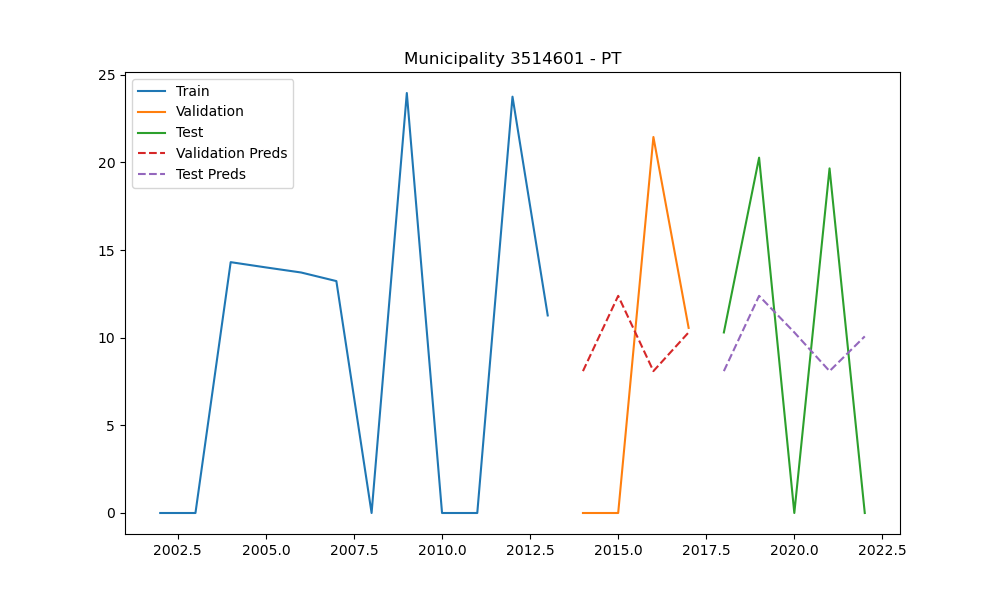 Municipality 3514601 - PT
25
20
15
10
5
0
Train
Validation
Test
Validation Preds
Test Preds
2002.5 2005.0 2007.5 2010.0 2012.5 2015.0 2017.5 2020.0 2022.5